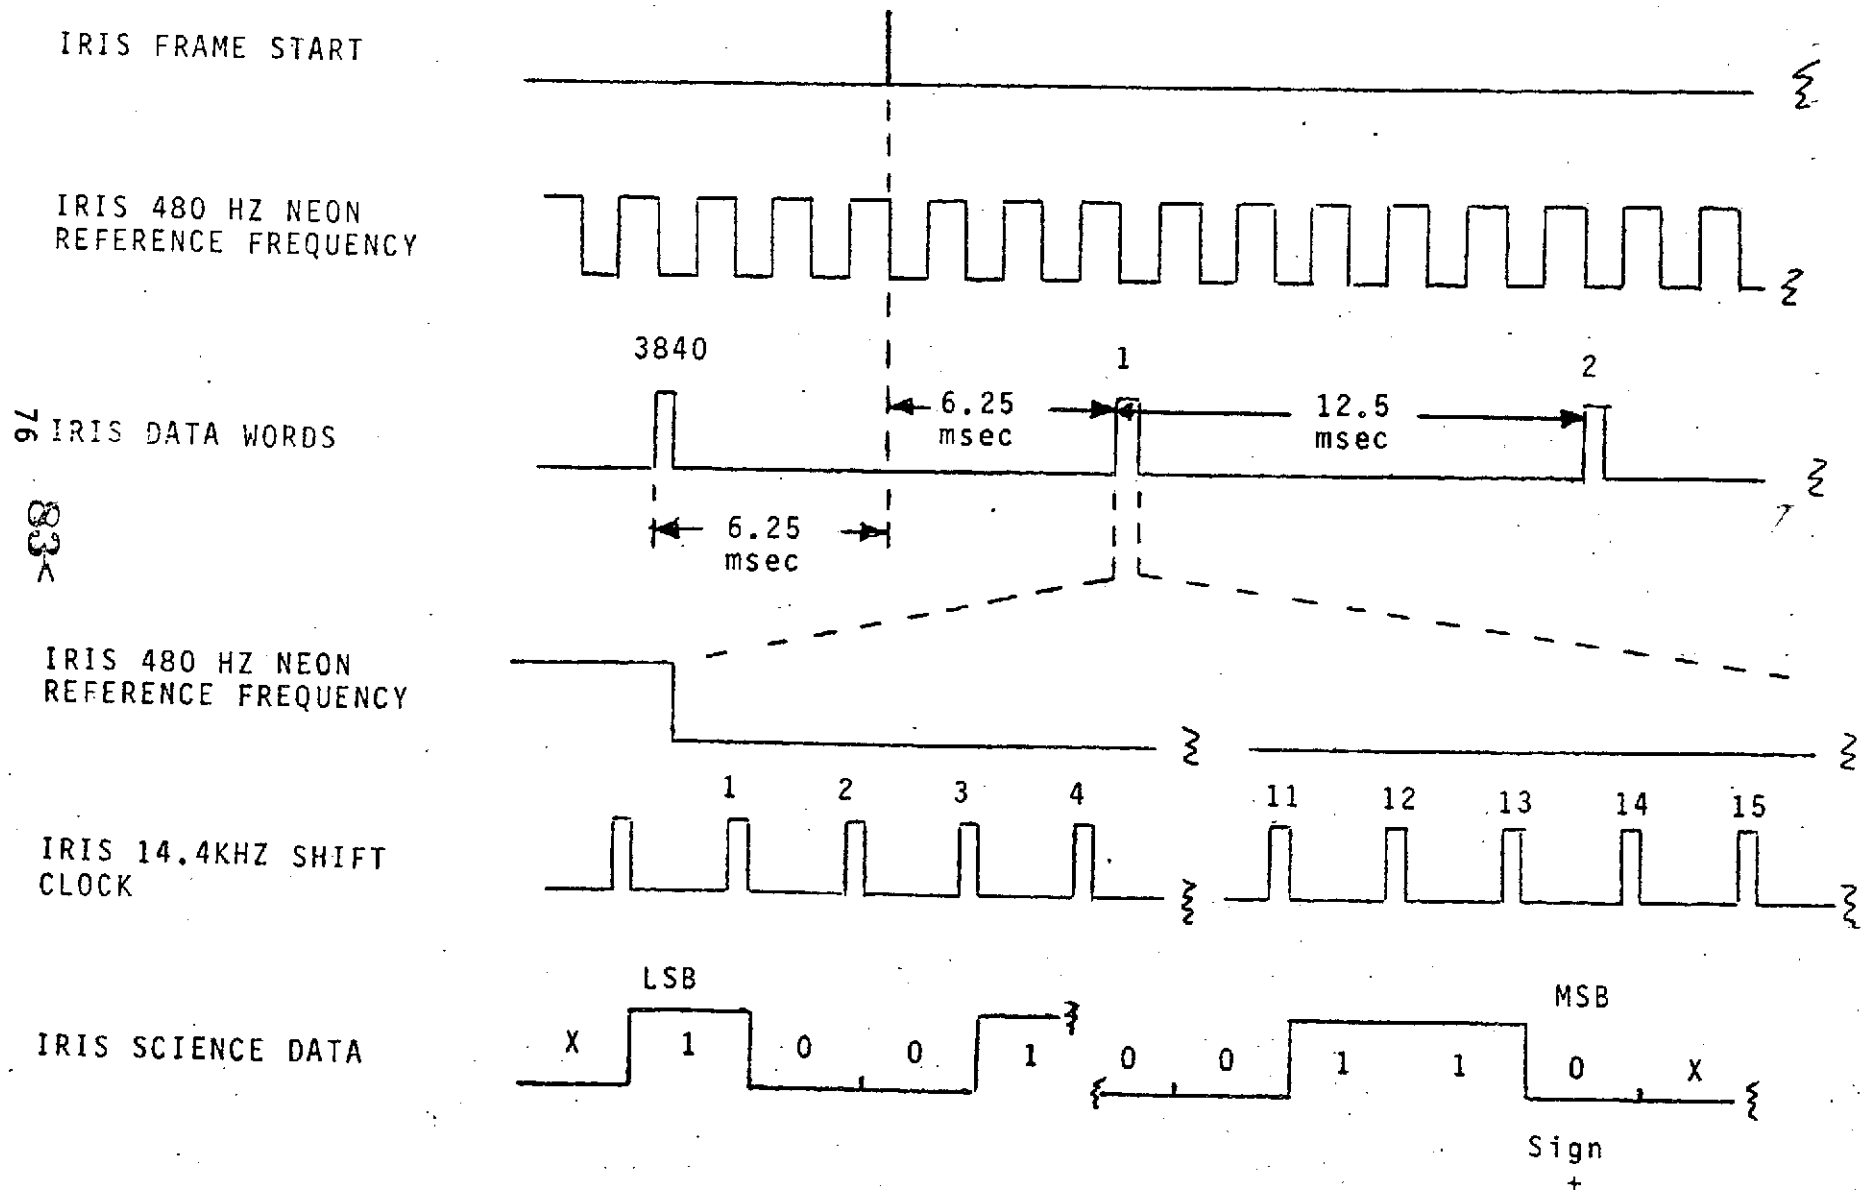 IRIS FRAME START
IRIS 480 HZ NEON
REFERENCE FREQUENCY
3840
1
2
6.25
msec
12.5
msec
76
IRIS DATA WORDS
83<
6.25
msec
IRIS 480 HZ NEON
REFERENCE FREQUENCY
1 2 3 4 11 12 13 14 15
IRIS 14.4KHZ SHIFT
CLOCK
LSB
MSB
IRIS SCIENCE DATA
X 1 0 0 1 0 0 1 1 0 X
Sign
+